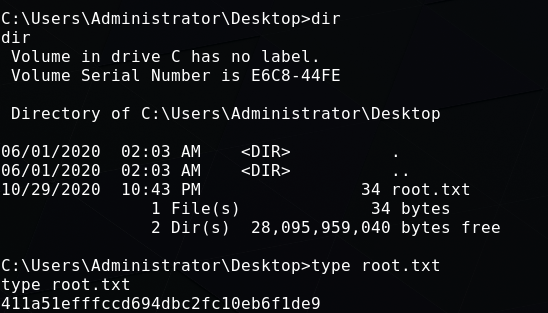 C:\Users\Administrator\Desktop>dir
dir
 Volume in drive C has no label.
 Volume Serial Number is E6C8-44FE

 Directory of C:\Users\Administrator\Desktop

06/01/2020  02:03 AM    <DIR>          .
06/01/2020  02:03 AM    <DIR>          ..
10/29/2020  10:43 PM                34 root.txt
               1 File(s)             34 bytes
               2 Dir(s)  28,095,959,040 bytes free

C:\Users\Administrator\Desktop>type root.txt
type root.txt
411a51efffccd694dbc2fc10eb6f1de9